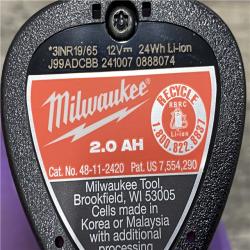 *3INR19/65 12V⎓ 24Wh Li-ion
J99ADCBB 241007 0888074
Milwaukee®
2.0 AH
Cat. No. 48-11-2420 Pat. US 7,554,290
RECYCLE
RBRC
Li-ion
1.800.822.8837
Milwaukee Tool,
Brookfield, WI 53005
Cells made in
Korea or Malaysia
with additional
processing